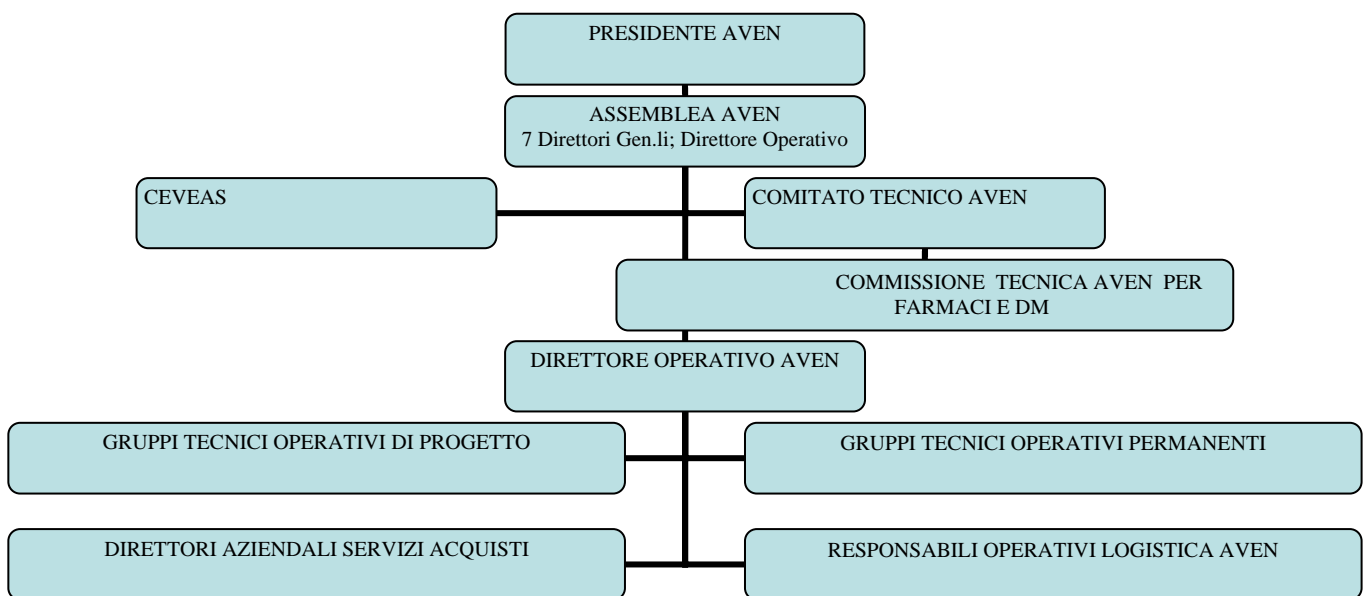 PRESIDENTE AVEN
ASSEMBLEA AVEN
7 Direttori Gen.li; Direttore Operativo
CEVEAS
COMITATO TECNICO AVEN
COMMISSIONE TECNICA AVEN PER
FARMACI E DM
DIRETTORE OPERATIVO AVEN
GRUPPI TECNICI OPERATIVI DI PROGETTO
GRUPPI TECNICI OPERATIVI PERMANENTI
DIRETTORI AZIENDALI SERVIZI ACQUISTI
RESPONSABILI OPERATIVI LOGISTICA AVEN